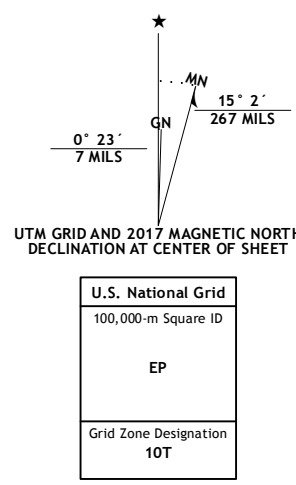 ★
MN
GN
15° 2´
267 MILS
0° 23´
7 MILS
UTM GRID AND 2017 MAGNETIC NORTH
DECLINATION AT CENTER OF SHEET
U.S. National Grid
100,000-m Square ID
EP
Grid Zone Designation
10T